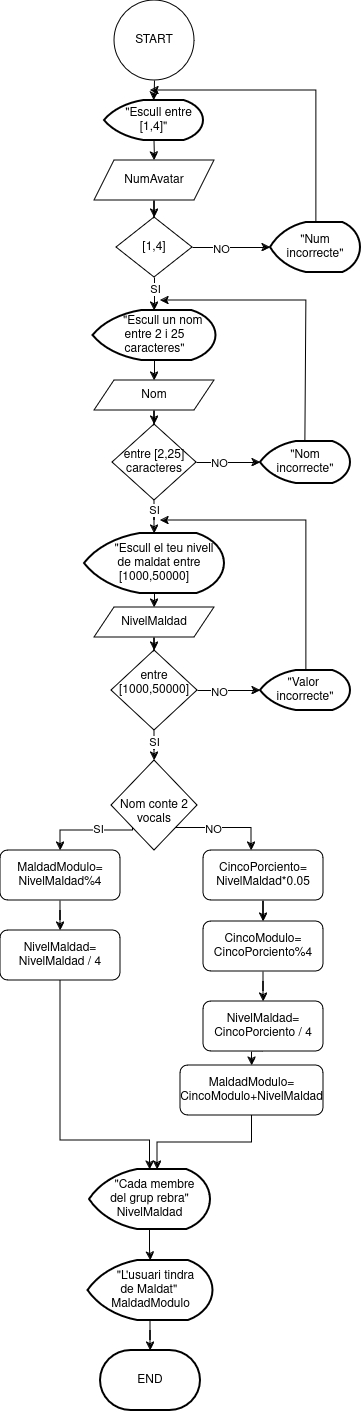 START
"Escull entre
[1,4]"
NumAvatar
[1,4]
NO
"Num
incorrecte"
SI
"Escull un nom
entre 2 i 25
caracteres"
Nom
entre [2,25]
caracteres
NO
"Nom
incorrecte"
SI
"Escull el teu nivell
de maldat entre
[1000,50000]
NivelMaldad
entre
[1000,50000]
NO
"Valor
incorrecte"
SI
Nom conte 2
vocals
SI
NO
MaldadModulo=
NivelMaldad%4
CincoPorciento=
NivelMaldad*0.05
NivelMaldad=
NivelMaldad / 4
CincoModulo=
CincoPorciento%4
NivelMaldad=
CincoPorciento / 4
MaldadModulo=
CincoModulo+NivelMaldad
"Cada membre
del grup rebra"
NivelMaldad
"L'usuari tindra
de Maldat"
MaldadModulo
END